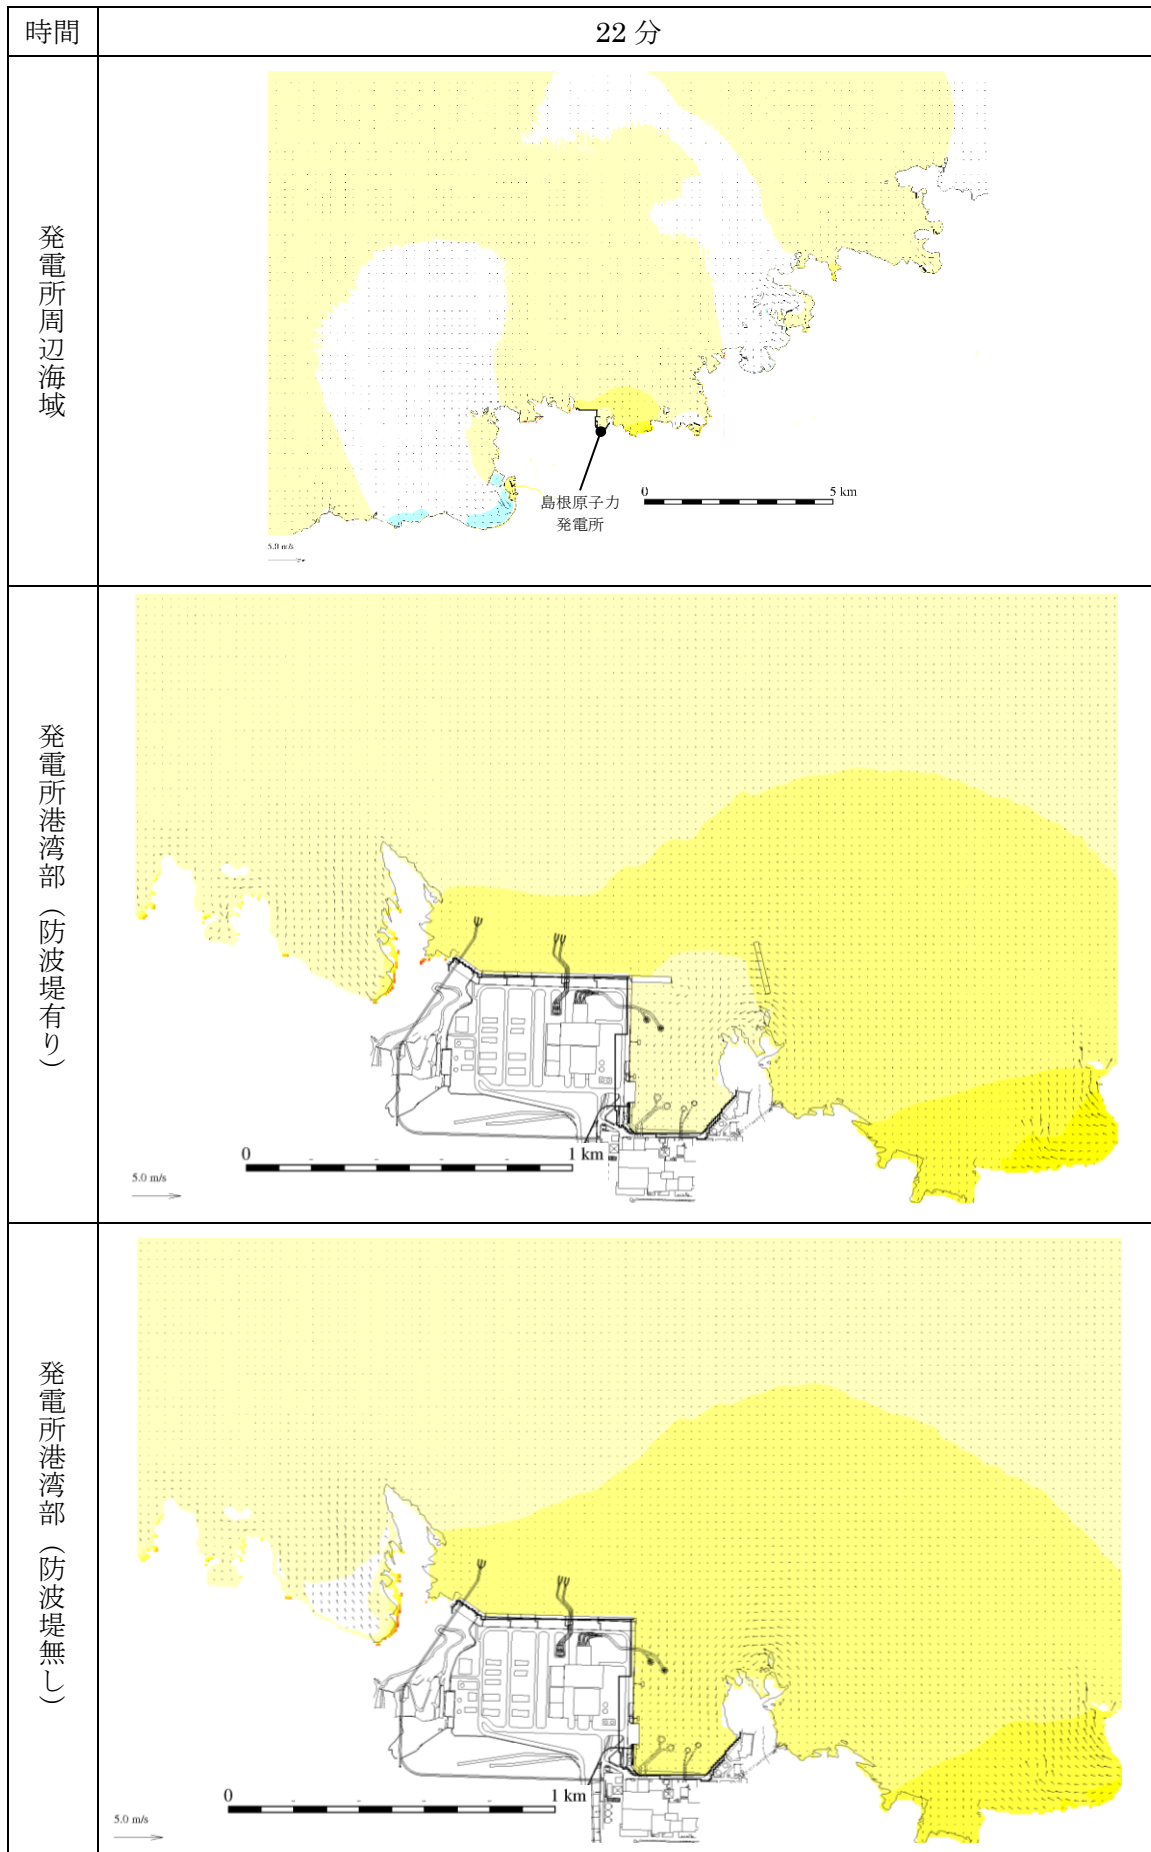 時間
22 分
発電所周辺海域
島根原子力
発電所
0 5 km
5.0 m/s
発電所港湾部（防波堤有り）
0 1 km
5.0 m/s
発電所港湾部（防波堤無し）
0 1 km
5.0 m/s